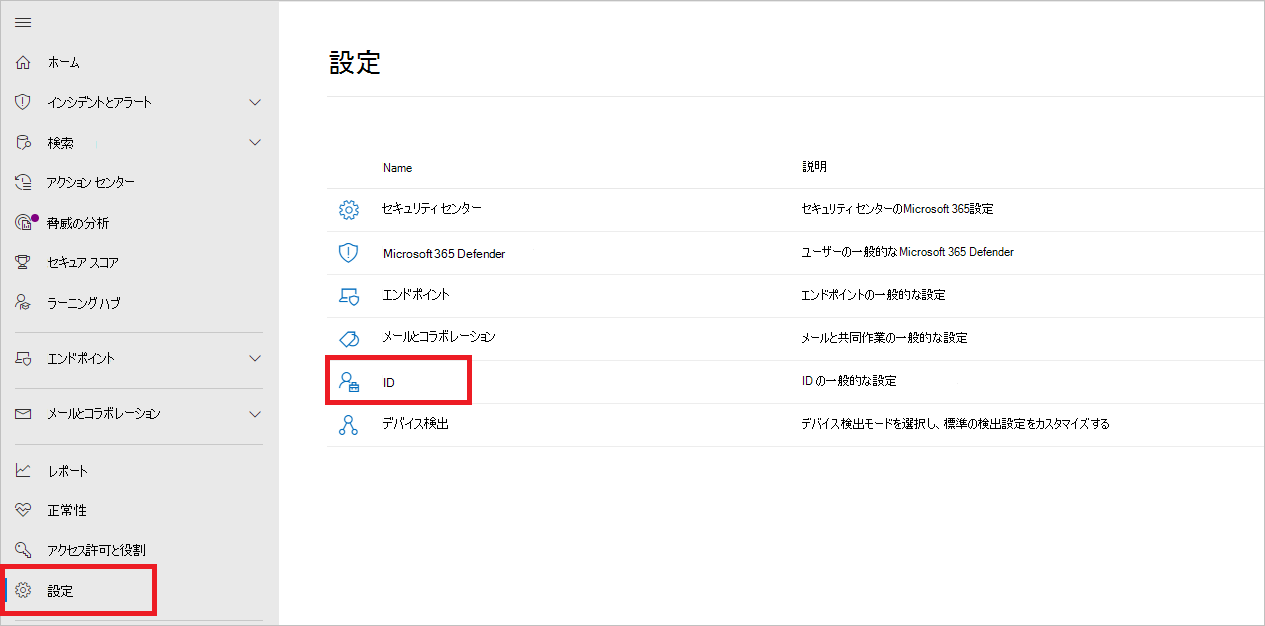 ホーム
インシデントとアラート
検索
アクション センター
脅威の分析
セキュア スコア
ラーニング ハブ
エンドポイント
メールとコラボレーション
レポート
正常性
アクセス許可と役割
設定
設定
Name 説明
セキュリティ センター セキュリティ センターのMicrosoft 365設定
Microsoft 365 Defender ユーザーの一般的な Microsoft 365 Defender
エンドポイント エンドポイントの一般的な設定
メールとコラボレーション メールと共同作業の一般的な設定
ID ID の一般的な設定
デバイス検出 デバイス検出モードを選択し、標準の検出設定をカスタマイズする